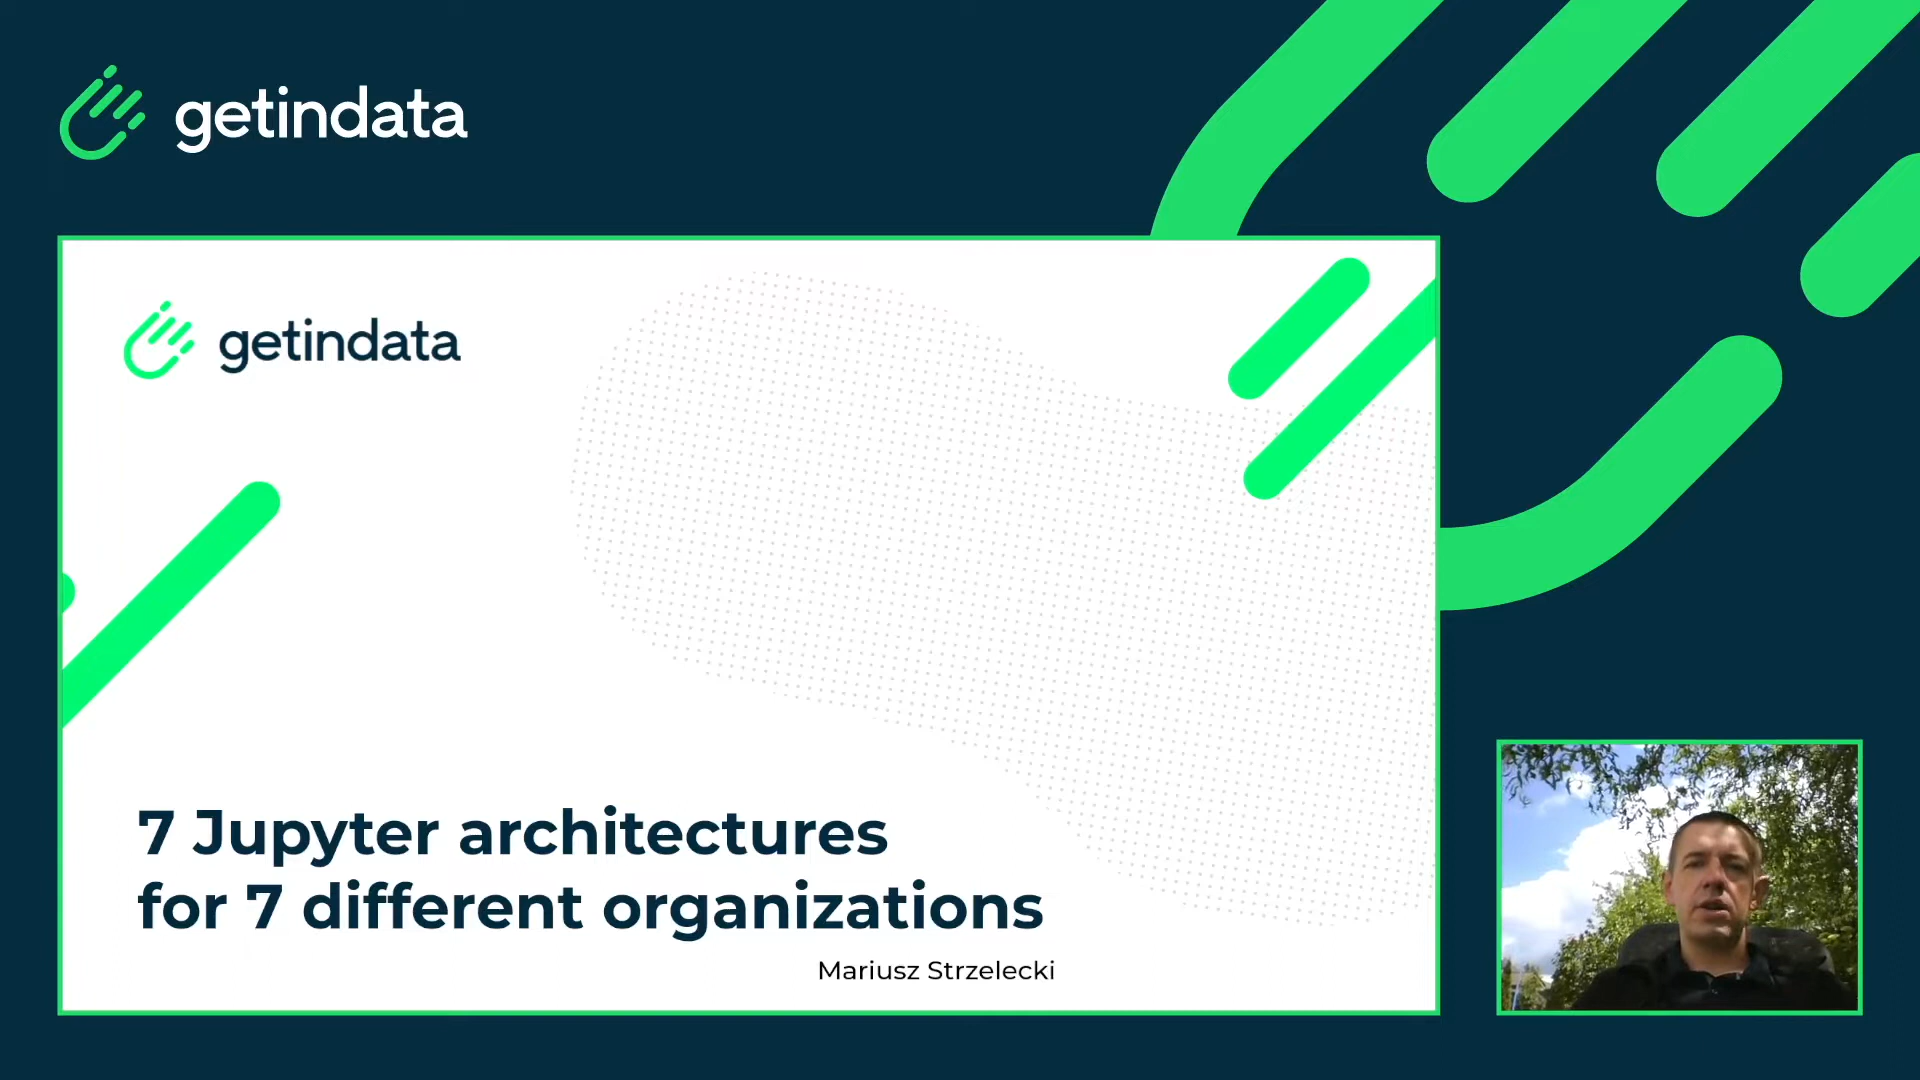 getindata
getindata
7 Jupyter architectures
for 7 different organizations
Mariusz Strzelecki